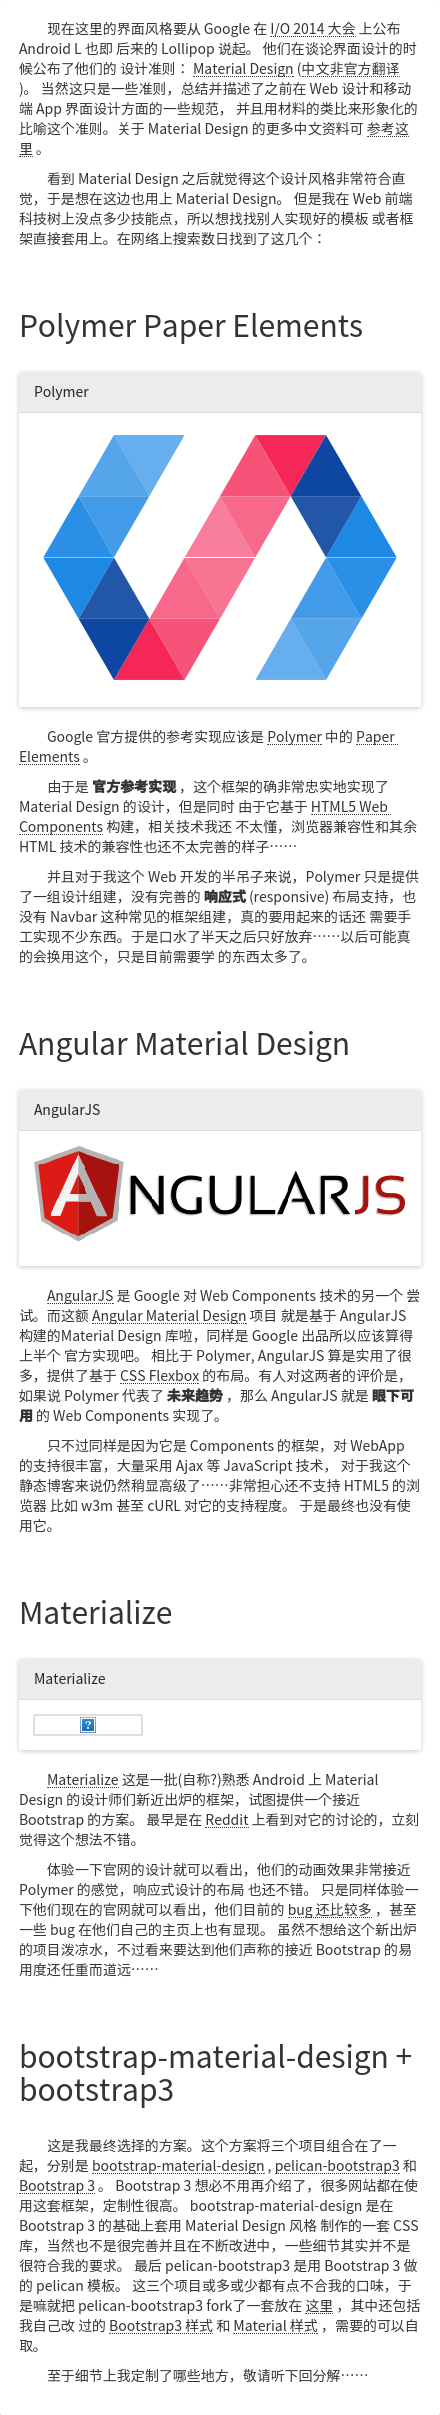 现在这里的界面风格要从 Google 在 I/O 2014 大会 上公布
Android L 也即 后来的 Lollipop 说起。 他们在谈论界面设计的时
候公布了他们的 设计准则： Material Design (中文非官方翻译
)。 当然这只是一些准则，总结并描述了之前在 Web 设计和移动
端 App 界面设计方面的一些规范， 并且用材料的类比来形象化的
比喻这个准则。关于 Material Design 的更多中文资料可 参考这
里 。
看到 Material Design 之后就觉得这个设计风格非常符合直
觉，于是想在这边也用上 Material Design。 但是我在 Web 前端
科技树上没点多少技能点，所以想找找别人实现好的模板 或者框
架直接套用上。在网络上搜索数日找到了这几个：
Polymer Paper Elements
Polymer
Google 官方提供的参考实现应该是 Polymer 中的 Paper
Elements 。
由于是 官方参考实现 ，这个框架的确非常忠实地实现了
Material Design 的设计，但是同时 由于它基于 HTML5 Web
Components 构建，相关技术我还 不太懂，浏览器兼容性和其余
HTML 技术的兼容性也还不太完善的样子……
并且对于我这个 Web 开发的半吊子来说，Polymer 只是提供
了一组设计组建，没有完善的 响应式 (responsive) 布局支持，也
没有 Navbar 这种常见的框架组建，真的要用起来的话还 需要手
工实现不少东西。于是口水了半天之后只好放弃……以后可能真
的会换用这个，只是目前需要学 的东西太多了。
Angular Material Design
AngularJS
ANGULARJS
AngularJS 是 Google 对 Web Components 技术的另一个 尝
试。而这额 Angular Material Design 项目 就是基于 AngularJS
构建的Material Design 库啦，同样是 Google 出品所以应该算得
上半个 官方实现吧。 相比于 Polymer, AngularJS 算是实用了很
多，提供了基于 CSS Flexbox 的布局。有人对这两者的评价是，
如果说 Polymer 代表了 未来趋势 ，那么 AngularJS 就是 眼下可
用 的 Web Components 实现了。
只不过同样是因为它是 Components 的框架，对 WebApp
的支持很丰富，大量采用 Ajax 等 JavaScript 技术， 对于我这个
静态博客来说仍然稍显高级了……非常担心还不支持 HTML5 的浏
览器 比如 w3m 甚至 cURL 对它的支持程度。 于是最终也没有使
用它。
Materialize
Materialize
Materialize 这是一批(自称?)熟悉 Android 上 Material
Design 的设计师们新近出炉的框架，试图提供一个接近
Bootstrap 的方案。 最早是在 Reddit 上看到对它的讨论的，立刻
觉得这个想法不错。
体验一下官网的设计就可以看出，他们的动画效果非常接近
Polymer 的感觉，响应式设计的布局 也还不错。 只是同样体验一
下他们现在的官网就可以看出，他们目前的 bug 还比较多 ，甚至
一些 bug 在他们自己的主页上也有显现。 虽然不想给这个新出炉
的项目泼凉水，不过看来要达到他们声称的接近 Bootstrap 的易
用度还任重而道远……
bootstrap-material-design +
bootstrap3
这是我最终选择的方案。这个方案将三个项目组合在了一
起，分别是 bootstrap-material-design , pelican-bootstrap3 和
Bootstrap 3 。 Bootstrap 3 想必不用再介绍了，很多网站都在使
用这套框架，定制性很高。 bootstrap-material-design 是在
Bootstrap 3 的基础上套用 Material Design 风格 制作的一套 CSS
库，当然也不是很完善并且在不断改进中，一些细节其实并不是
很符合我的要求。 最后 pelican-bootstrap3 是用 Bootstrap 3 做
的 pelican 模板。 这三个项目或多或少都有点不合我的口味，于
是嘛就把 pelican-bootstrap3 fork了一套放在 这里 ，其中还包括
我自己改 过的 Bootstrap3 样式 和 Material 样式 ，需要的可以自
取。
至于细节上我定制了哪些地方，敬请听下回分解……